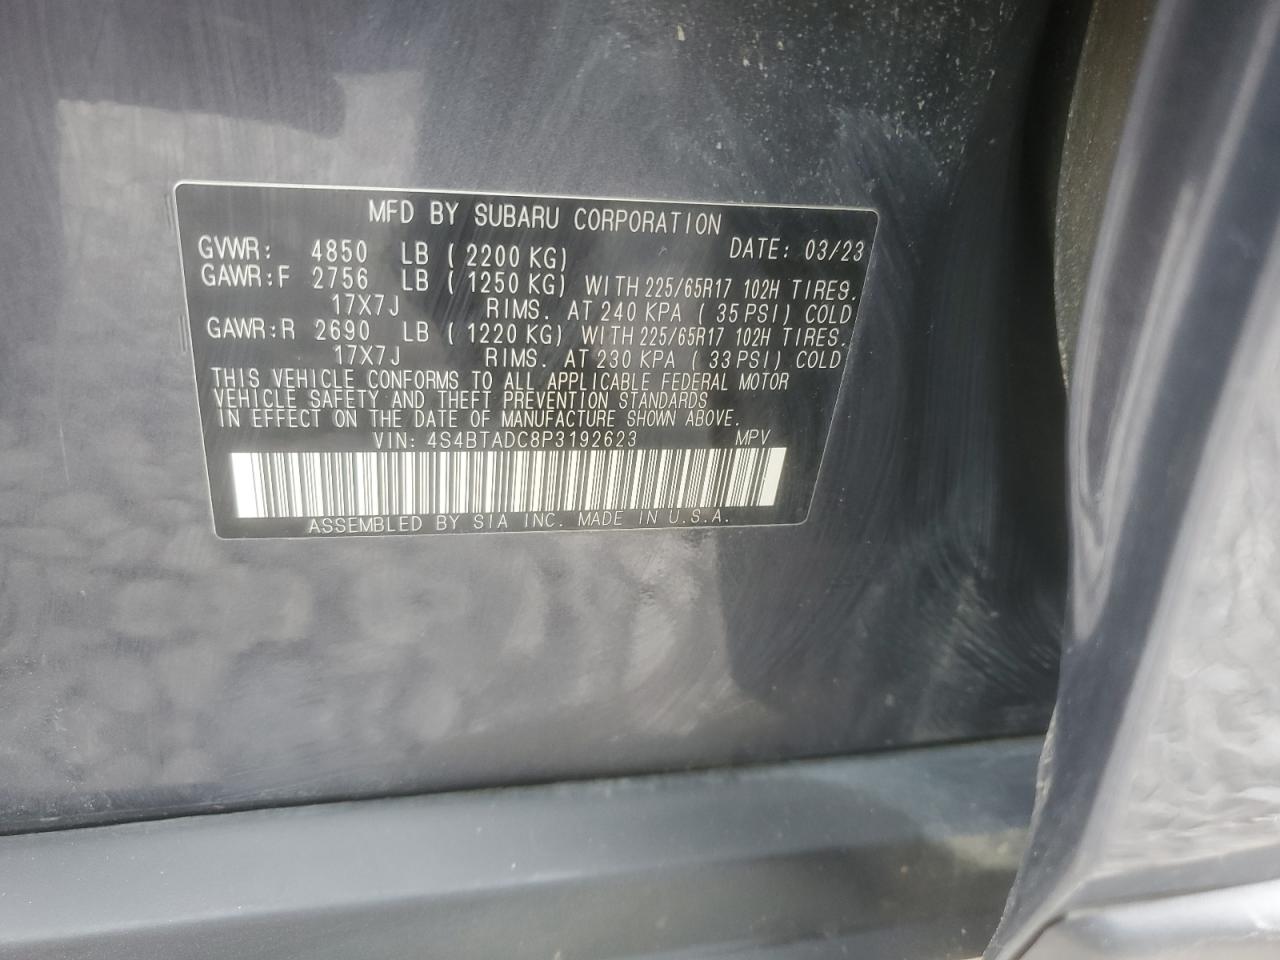 MFD BY SUBARU CORPORATION
GVWR: 4850 LB ( 2200 KG) DATE: 03/23
GAWR:F 2756 LB ( 1250 KG) WITH 225/65R17 102H TIRES.
17X7J RIMS. AT 240 KPA ( 35 PSI) COLD
GAWR:R 2690 LB ( 1220 KG) WITH 225/65R17 102H TIRES.
17X7J RIMS. AT 230 KPA ( 33 PSI) COLD
THIS VEHICLE CONFORMS TO ALL APPLICABLE FEDERAL MOTOR
VEHICLE SAFETY AND THEFT PREVENTION STANDARDS
IN EFFECT ON THE DATE OF MANUFACTURE SHOWN ABOVE.
VIN: 4S4BTADC8P3192623 MPV
ASSEMBLED BY SIA INC. MADE IN U.S.A.